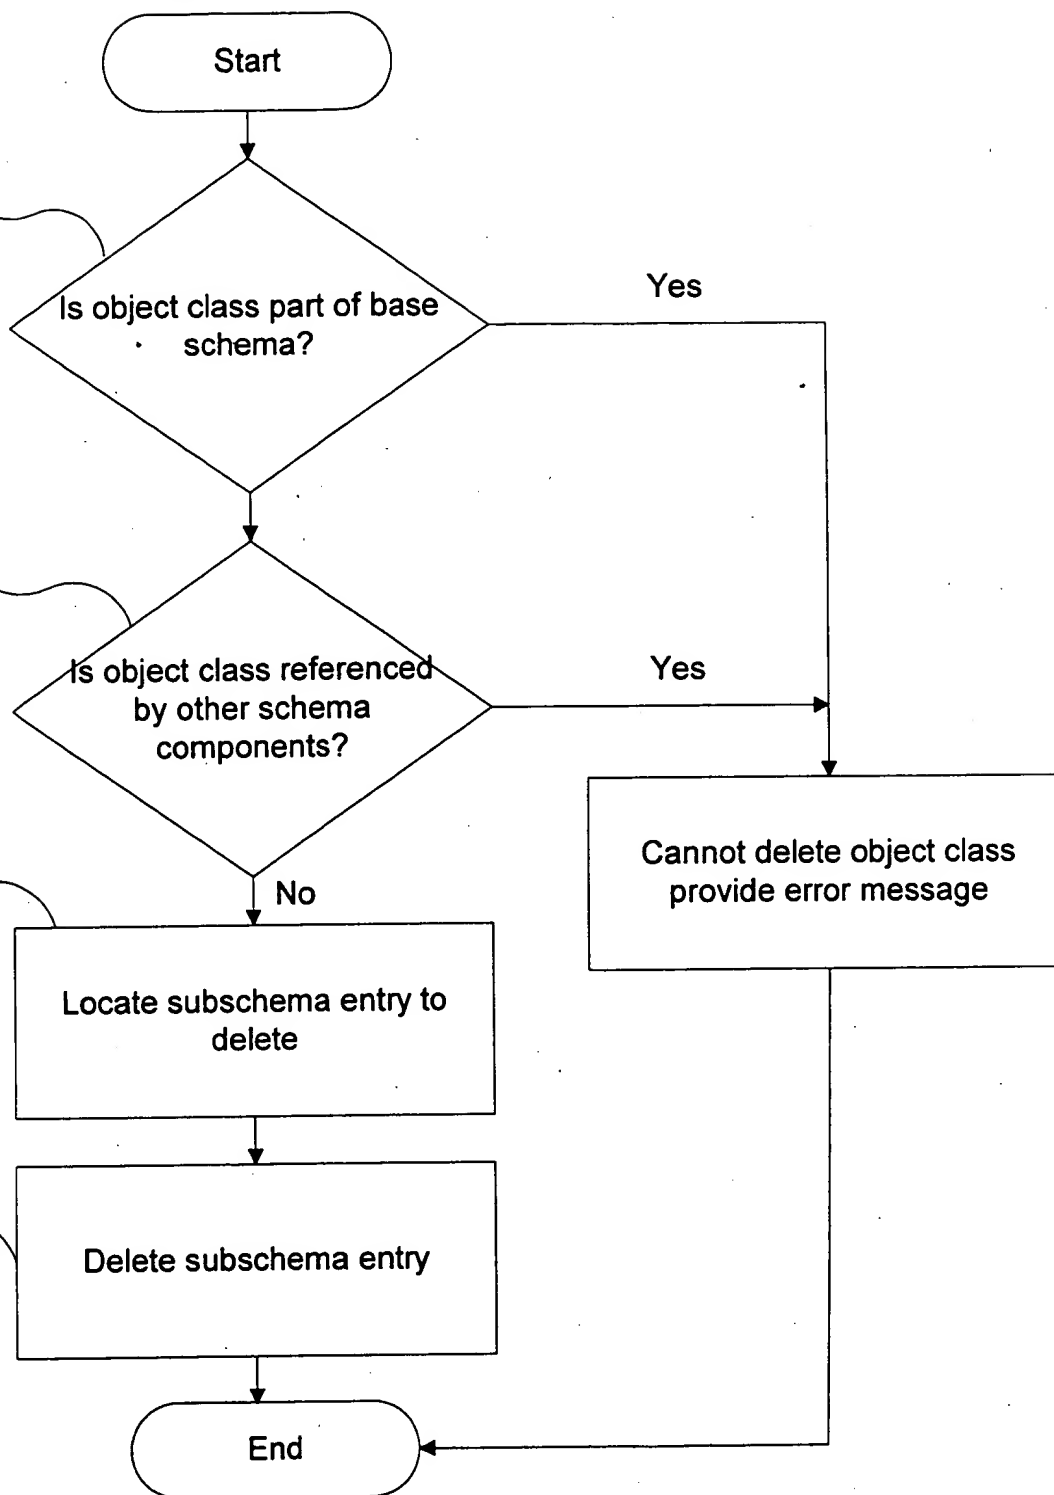 Start
Is object class part of base
schema?
Yes
Is object class referenced
by other schema
components?
Yes
Cannot delete object class
provide error message
No
Locate subschema entry to
delete
Delete subschema entry
End